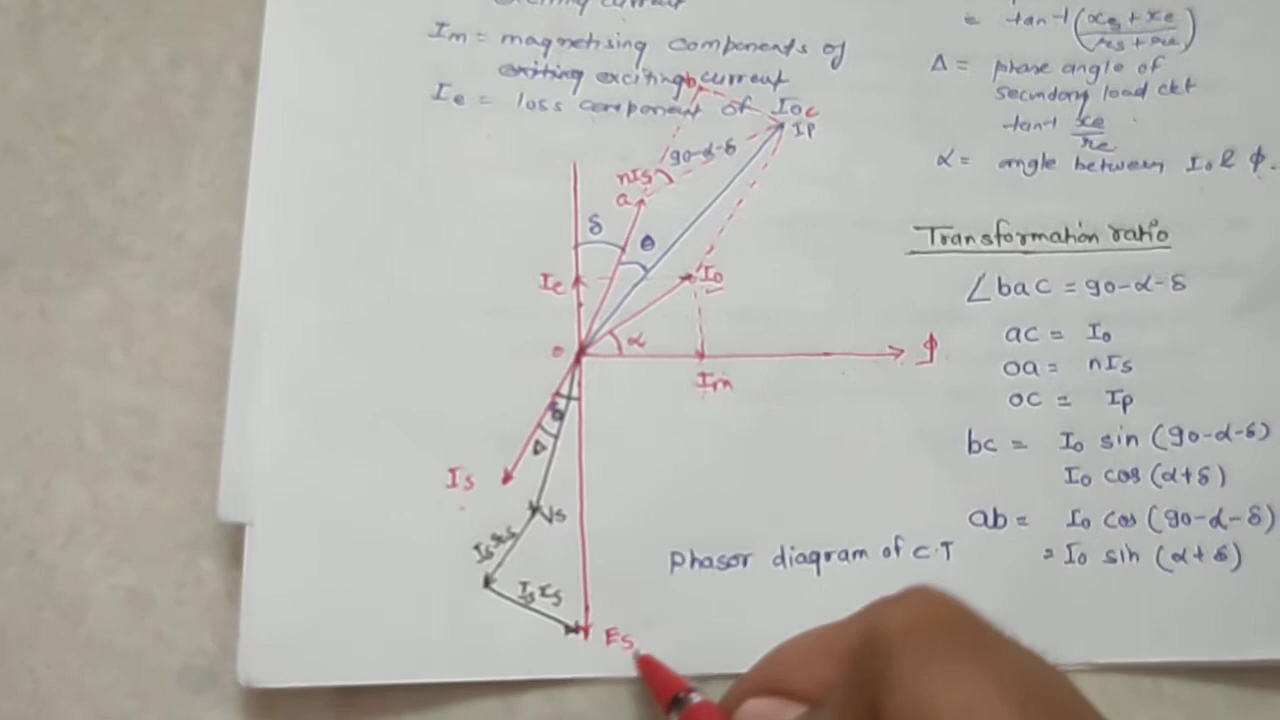 exciting current
Im = magnetising components of
exiting exciting current
Ie = loss component of Io
= tan-1 (xs + xe / rs + re)
Δ = phase angle of
secondary load ckt
tan-1 xe / re
α = angle between Io & φ.
b
c
Ip
90-α-δ
nIs
a
δ
θ
Ie
Io
o
α
φ
Im
δ
Δ
Is
Vs
Isrs
Isxs
Es
Phasor diagram of C.T
Transformation ratio
∠bac = 90-α-δ
ac = Io
oa = nIs
oc = Ip
bc = Io sin (90-α-δ)
Io cos (α+δ)
ab = Io cos (90-α-δ)
= Io sin (α+δ)